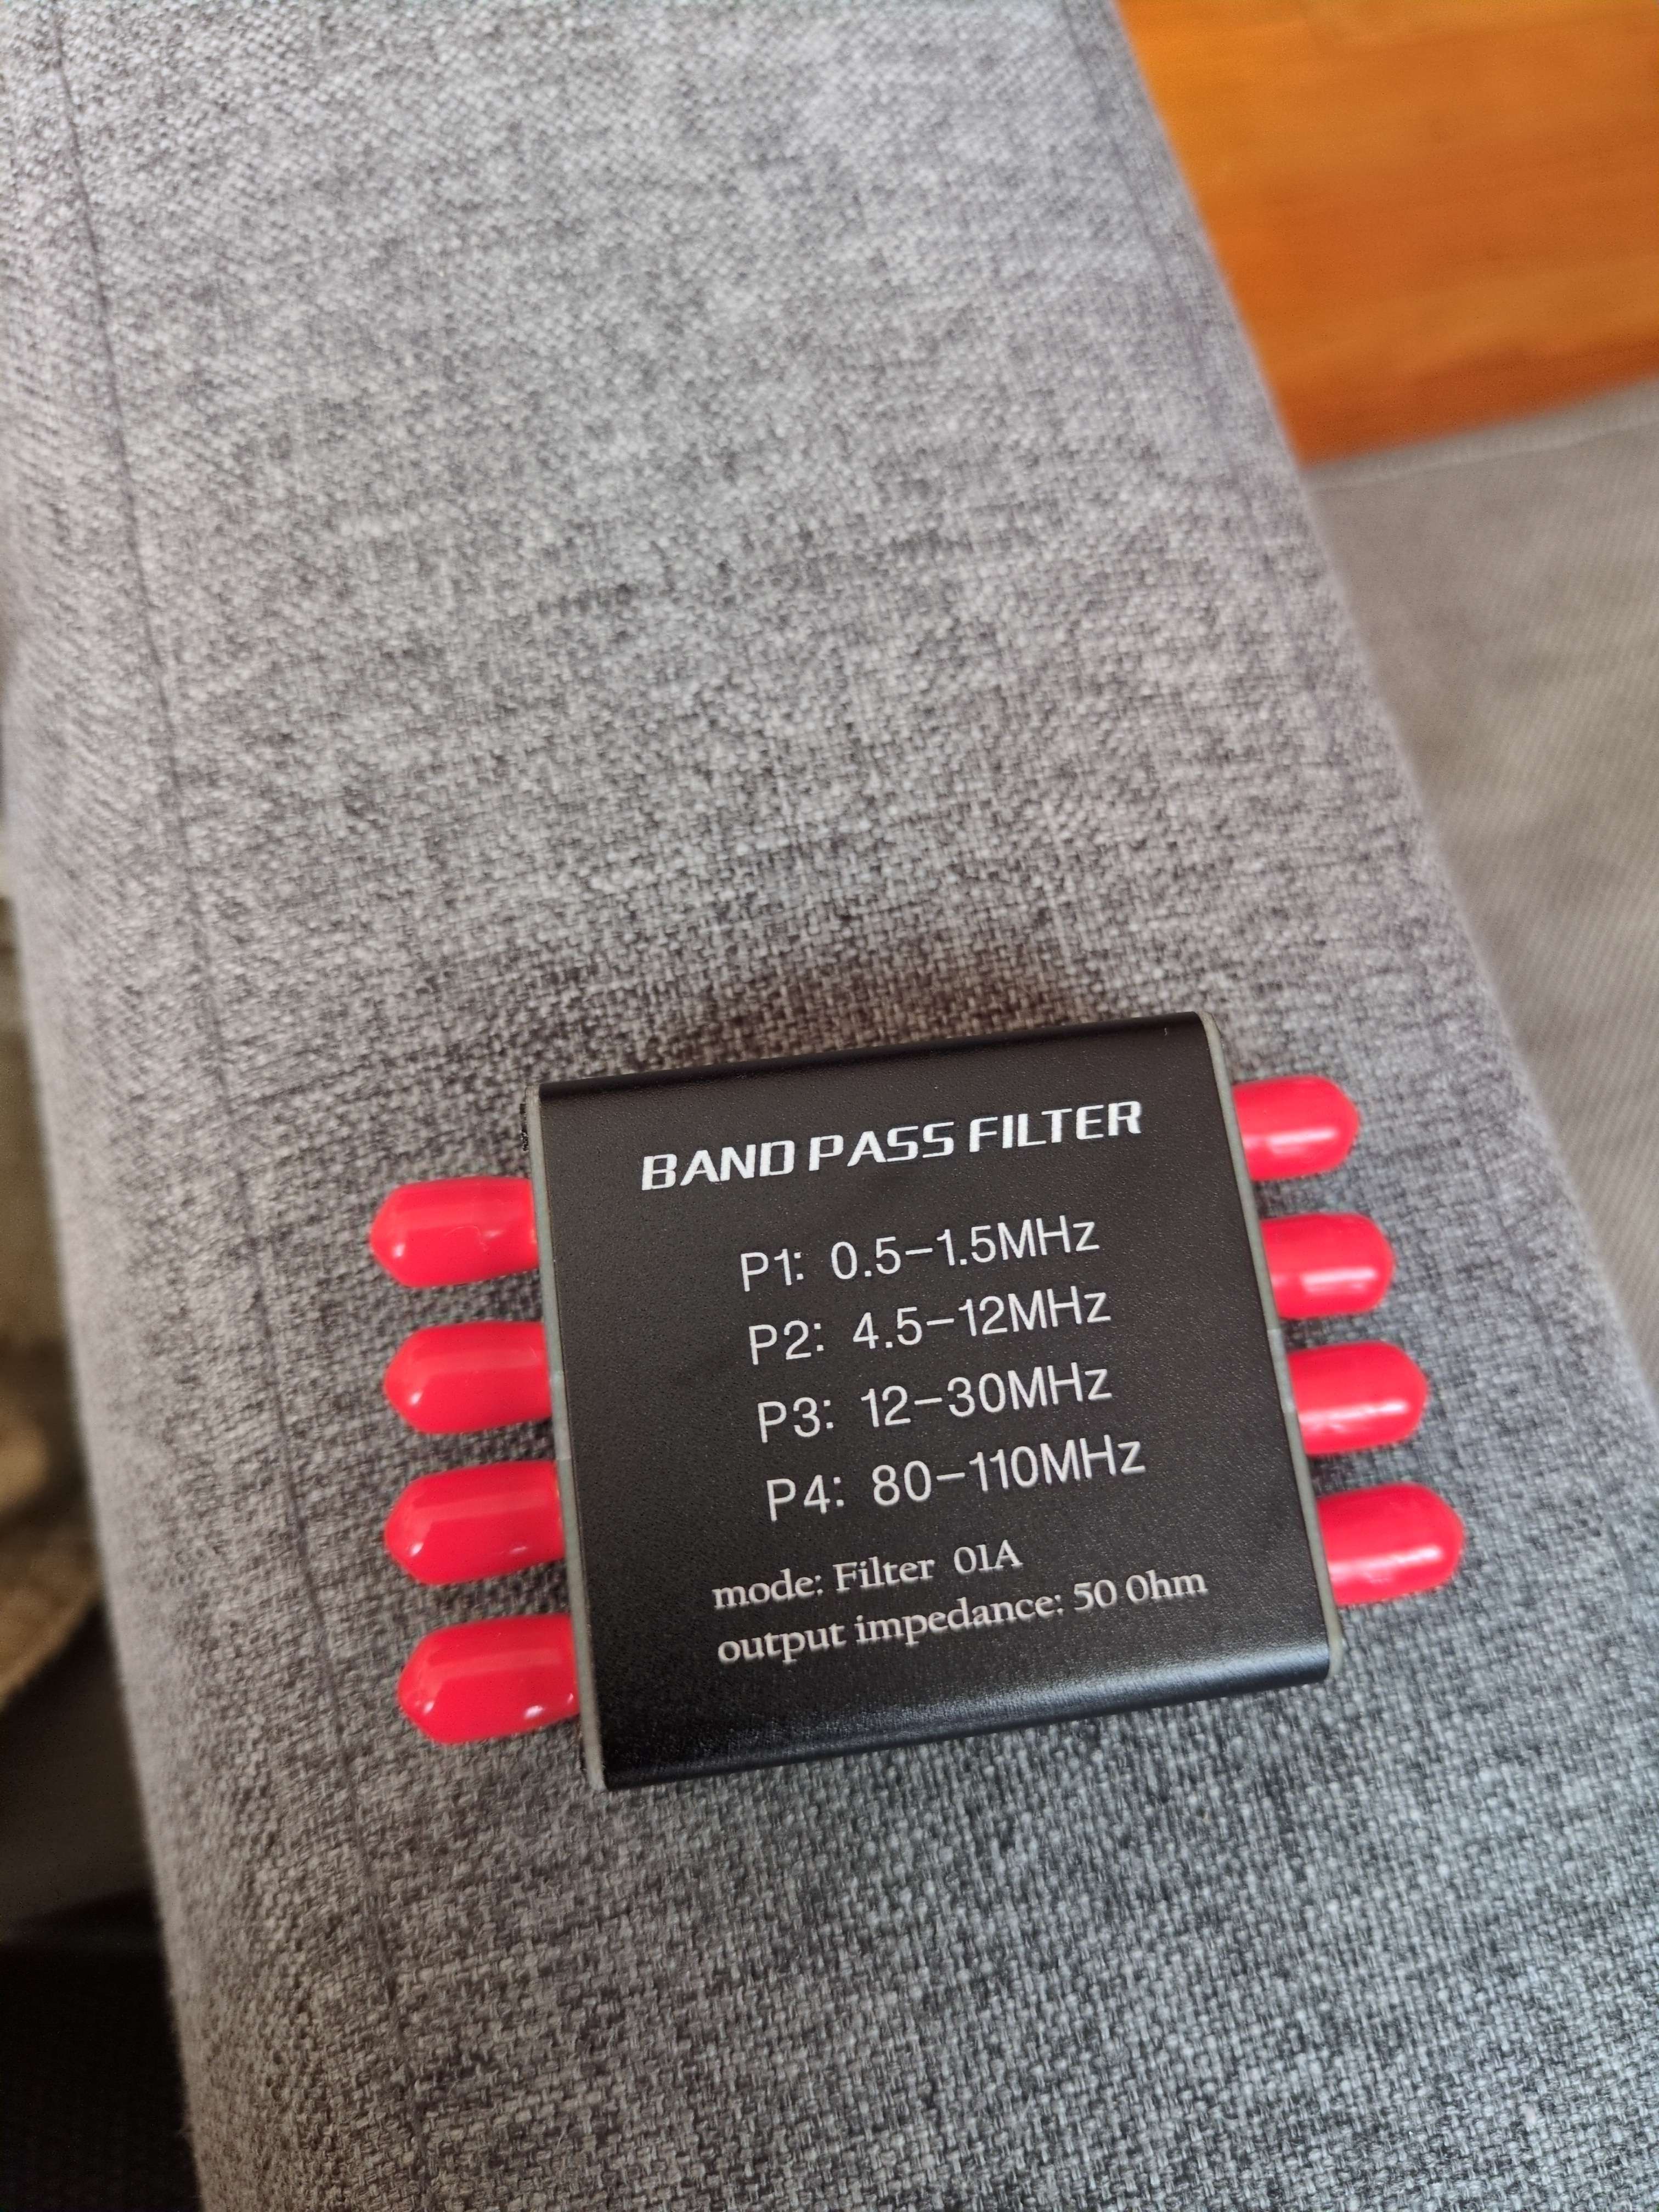 BAND PASS FILTER
P1: 0.5-1.5MHz
P2: 4.5-12MHz
P3: 12-30MHz
P4: 80-110MHz
mode: Filter 01A
output impedance: 50 Ohm